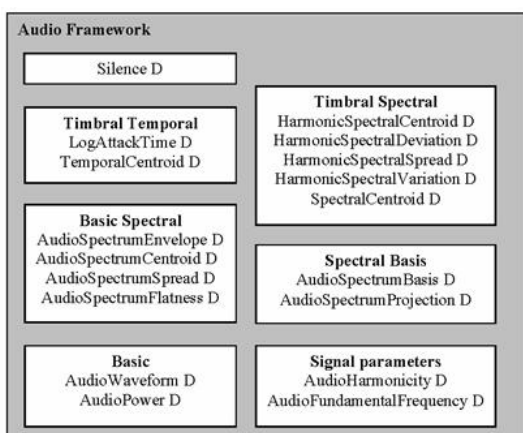 Audio Framework
Silence D
Timbral Temporal
LogAttackTime D
TemporalCentroid D
Timbral Spectral
HarmonicSpectralCentroid D
HarmonicSpectralDeviation D
HarmonicSpectralSpread D
HarmonicSpectralVariation D
SpectralCentroid D
Basic Spectral
AudioSpectrumEnvelope D
AudioSpectrumCentroid D
AudioSpectrumSpread D
AudioSpectrumFlatness D
Spectral Basis
AudioSpectrumBasis D
AudioSpectrumProjection D
Basic
AudioWaveform D
AudioPower D
Signal parameters
AudioHarmonicity D
AudioFundamentalFrequency D